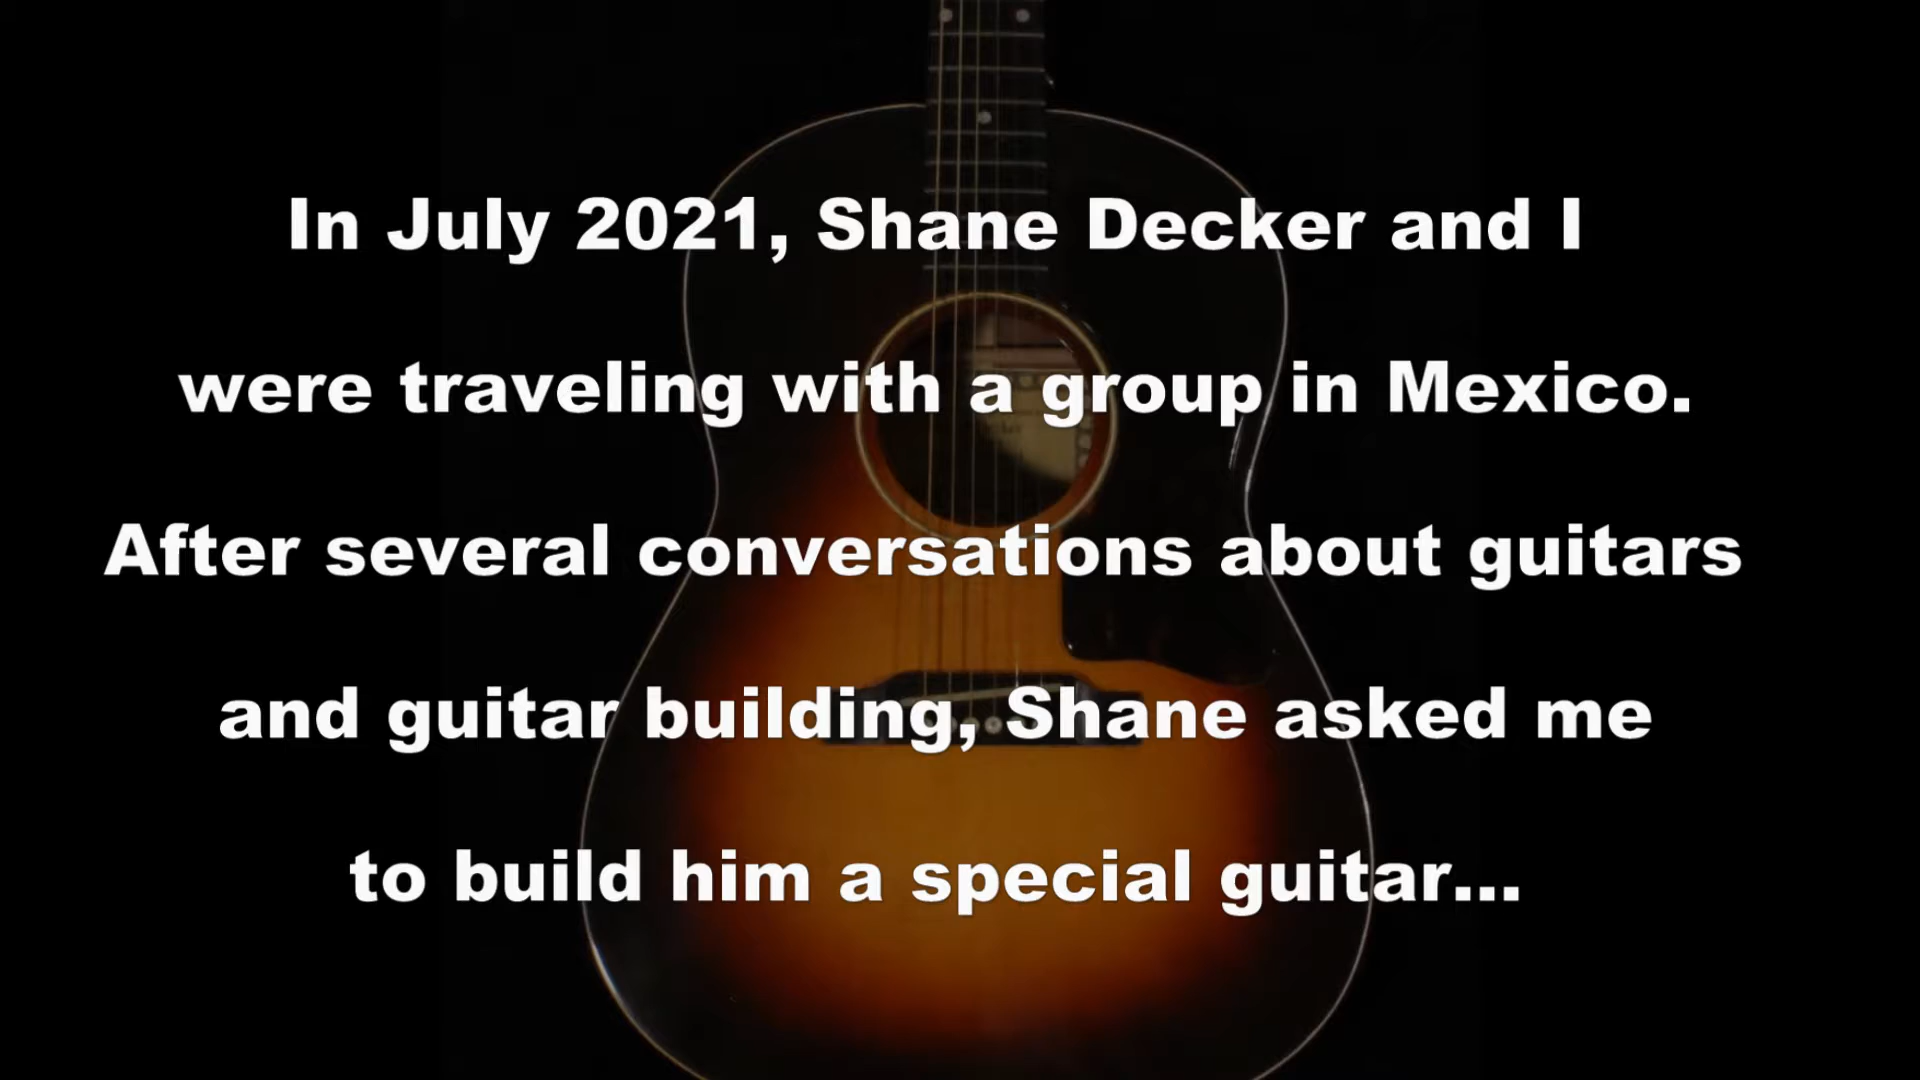 In July 2021, Shane Decker and I
were traveling with a group in Mexico.
After several conversations about guitars
and guitar building, Shane asked me
to build him a special guitar...